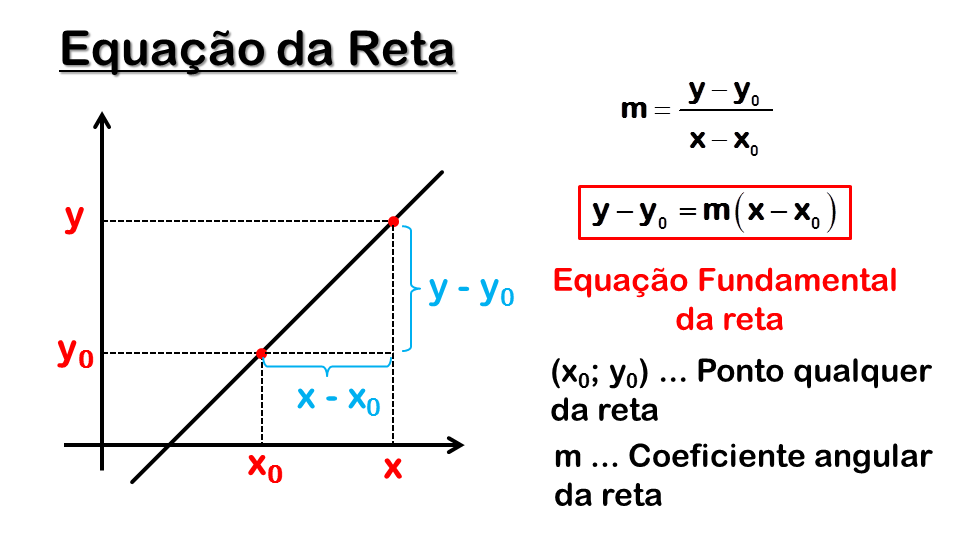 Equação da Reta
m = (y − y₀) / (x − x₀)
y − y₀ = m(x − x₀)
Equação Fundamental
da reta
(x₀; y₀) ... Ponto qualquer
da reta
m ... Coeficiente angular
da reta
y
y - y₀
y₀
x - x₀
x₀
x